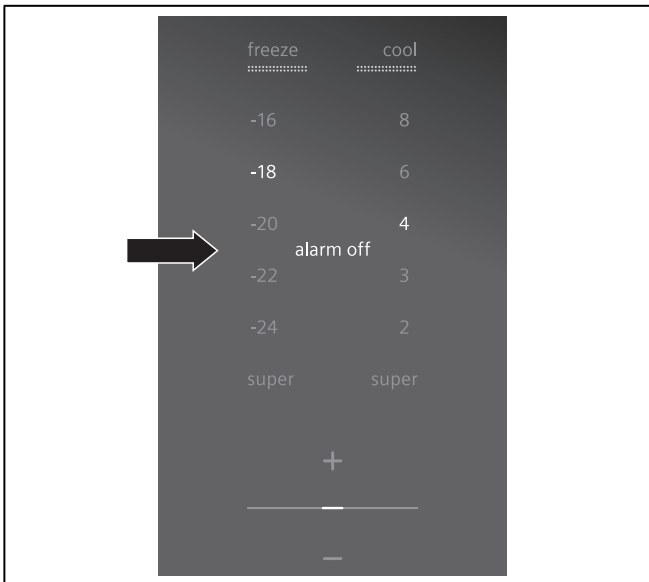 freeze cool
-16 8
-18 6
-20 4
alarm off
-22 3
-24 2
super super
+
–